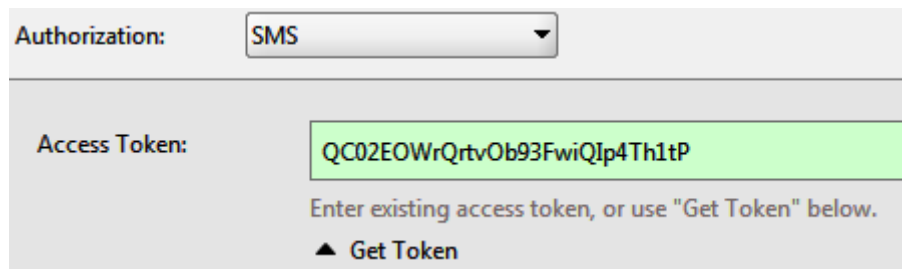 Authorization: SMS
Access Token: QC02EOWrQrtvOb93FwiQIp4Th1tP
Enter existing access token, or use "Get Token" below.
Get Token